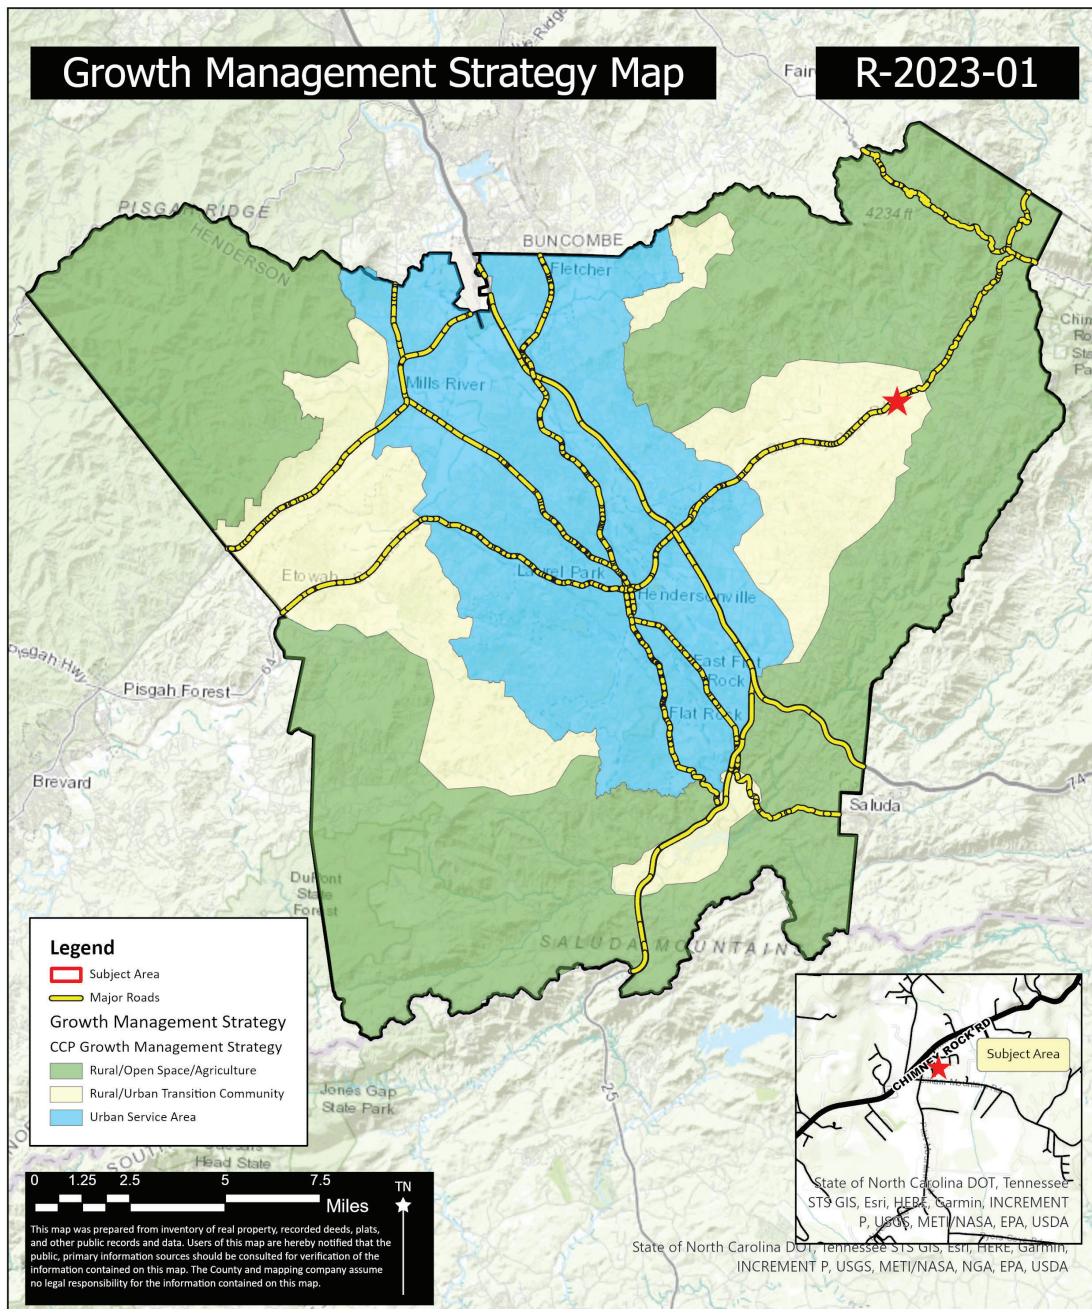 Growth Management Strategy Map
R-2023-01
PISGAH RIDGE
HENDERSON
BUNCOMBE
Fletcher
4234 ft
Mills River
Etowah
Laurel Park
Hendersonville
East Flat
Rock
Flat Rock
Pisgah Hwy
64
Pisgah Forest
Brevard
74
Saluda
DuPont
State
Forest
SALUDA MOUNTAINS
25
Jones Gap
State Park
Head State
Legend
Subject Area
Major Roads
Growth Management Strategy
CCP Growth Management Strategy
Rural/Open Space/Agriculture
Rural/Urban Transition Community
Urban Service Area
CHIMNEY ROCK RD
Subject Area
State of North Carolina DOT, Tennessee
STS GIS, Esri, HERE, Garmin, INCREMENT
P, USGS, METI/NASA, EPA, USDA
State of North Carolina DOT, Tennessee STS GIS, Esri, HERE, Garmin,
INCREMENT P, USGS, METI/NASA, NGA, EPA, USDA
0 1.25 2.5 5 7.5
Miles
TN
This map was prepared from inventory of real property, recorded deeds, plats,
and other public records and data. Users of this map are hereby notified that the
public, primary information sources should be consulted for verification of the
information contained on this map. The County and mapping company assume
no legal responsibility for the information contained on this map.